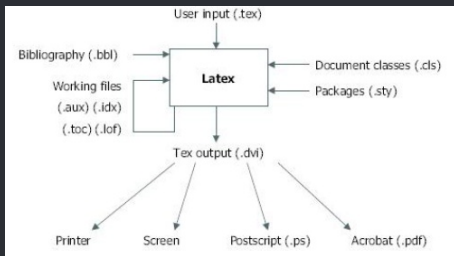 User input (.tex)
Bibliography (.bbl)
Latex
Document classes (.cls)
Working files
Packages (.sty)
(.aux) (.idx)
(.toc) (.lof)
Tex output (.dvi)
Printer
Screen
Postscript (.ps)
Acrobat (.pdf)